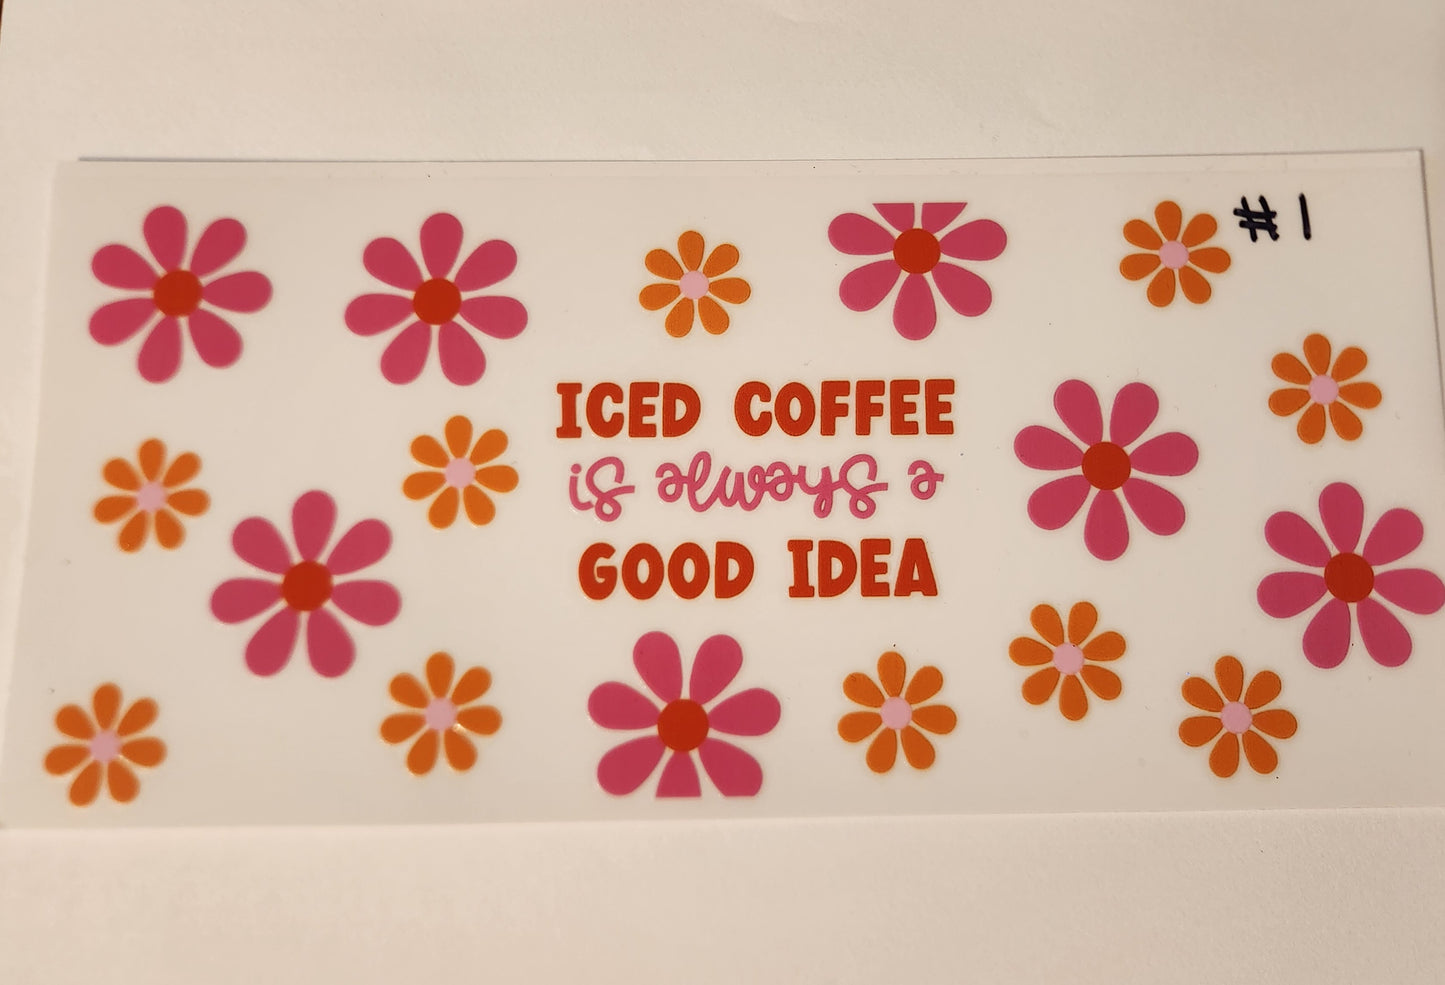 #1
ICED COFFEE
is always a
GOOD IDEA